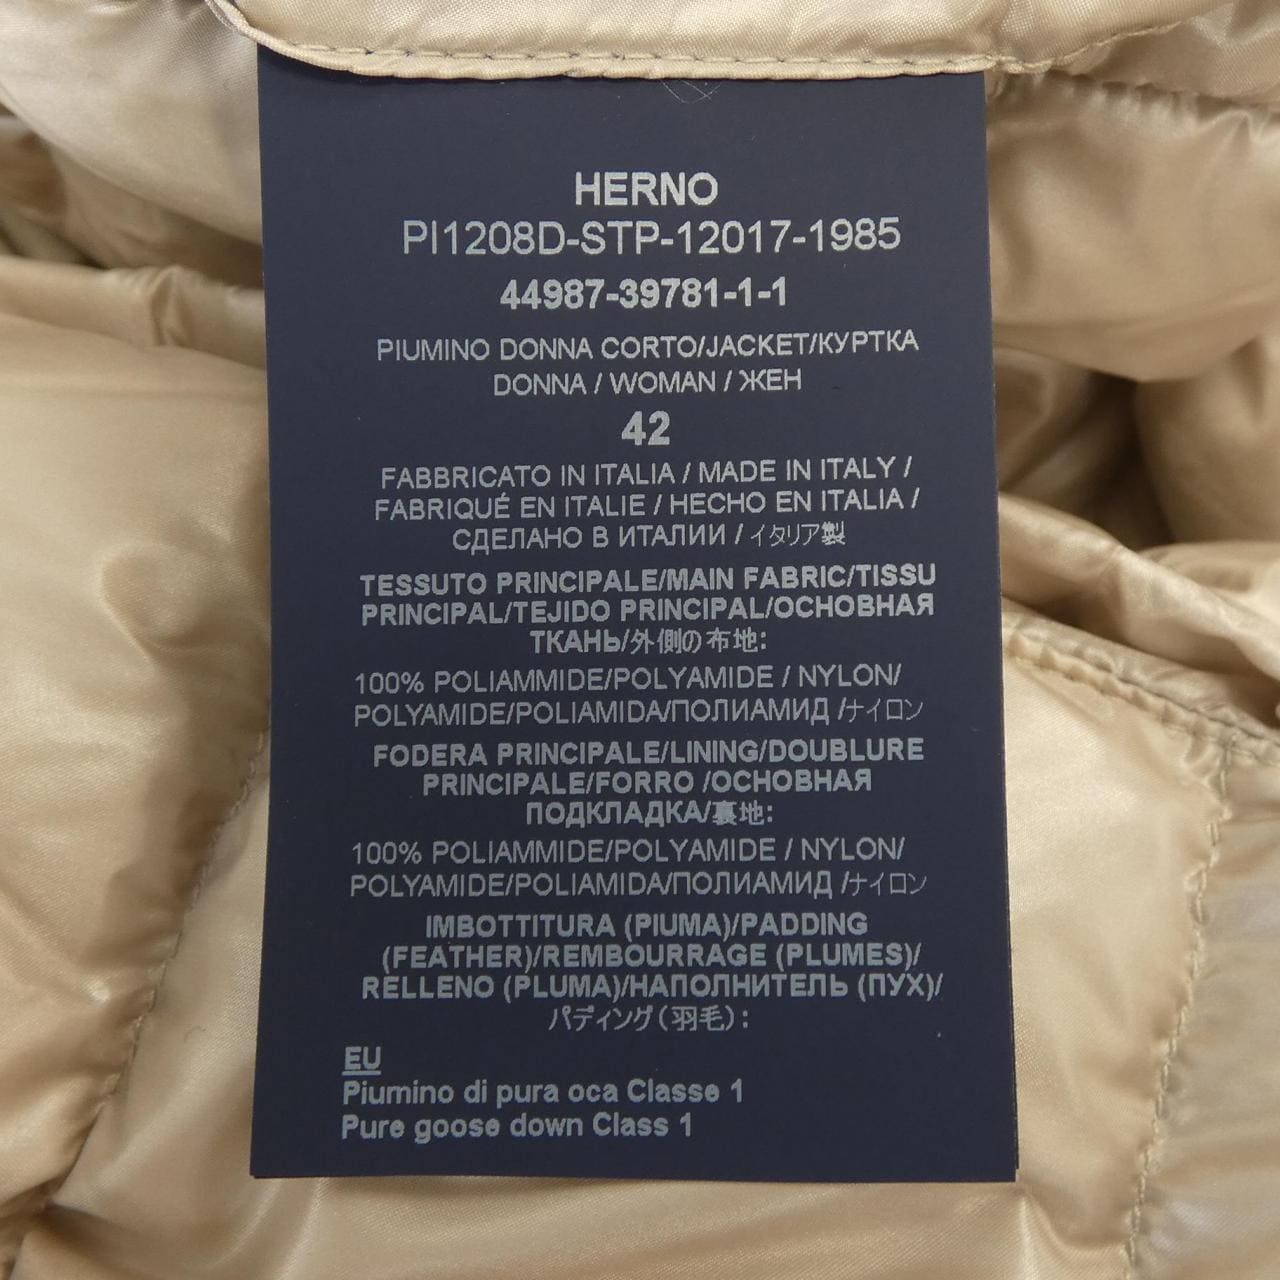 HERNO
PI1208D-STP-12017-1985
44987-39781-1-1
PIUMINO DONNA CORTO/JACKET/КУРТКА
DONNA / WOMAN / ЖЕН
42
FABBRICATO IN ITALIA / MADE IN ITALY /
FABRIQUÉ EN ITALIE / HECHO EN ITALIA /
СДЕЛАНО В ИТАЛИИ / イタリア製
TESSUTO PRINCIPALE/MAIN FABRIC/TISSU
PRINCIPAL/TEJIDO PRINCIPAL/ОСНОВНАЯ
ТКАНЬ/外側の布地:
100% POLIAMMIDE/POLYAMIDE / NYLON/
POLYAMIDE/POLIAMIDA/ПОЛИАМИД /ナイロン
FODERA PRINCIPALE/LINING/DOUBLURE
PRINCIPALE/FORRO /ОСНОВНАЯ
ПОДКЛАДКА/裏地:
100% POLIAMMIDE/POLYAMIDE / NYLON/
POLYAMIDE/POLIAMIDA/ПОЛИАМИД /ナイロン
IMBOTTITURA (PIUMA)/PADDING
(FEATHER)/REMBOURRAGE (PLUMES)/
RELLENO (PLUMA)/НАПОЛНИТЕЛЬ (ПУХ)/
パディング(羽毛):
EU
Piumino di pura oca Classe 1
Pure goose down Class 1